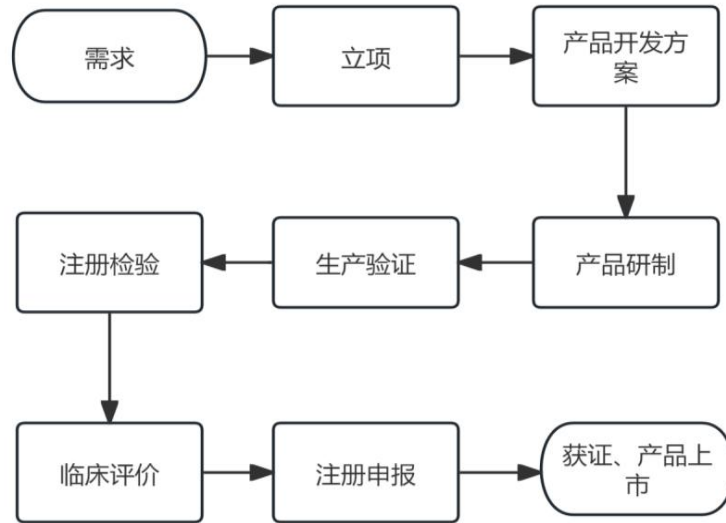 需求
立项
产品开发方
案
产品研制
生产验证
注册检验
临床评价
注册申报
获证、产品上
市